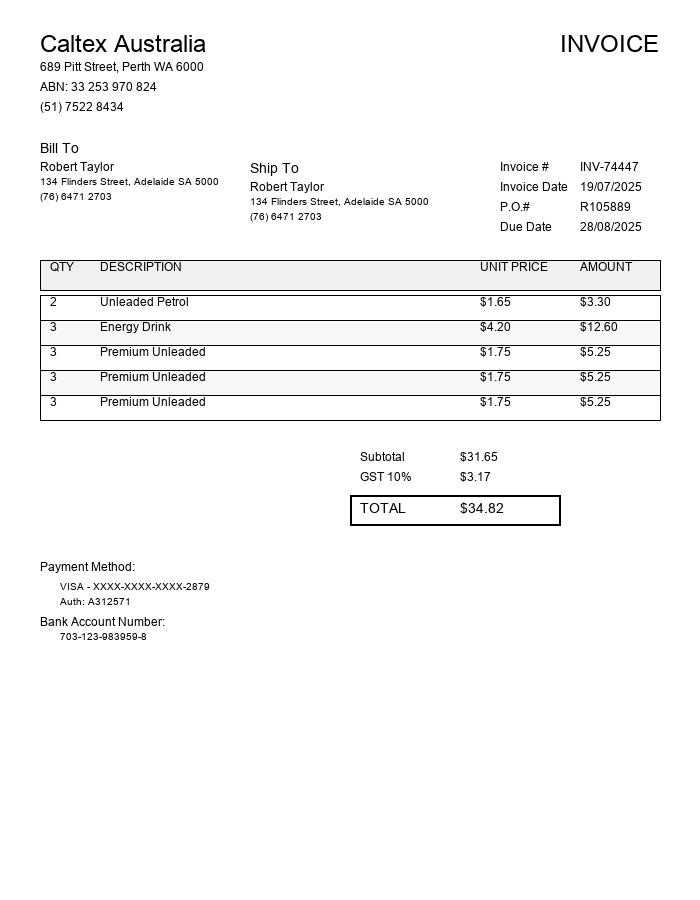 Caltex Australia
INVOICE
689 Pitt Street, Perth WA 6000
ABN: 33 253 970 824
(51) 7522 8434
Bill To
Robert Taylor
134 Flinders Street, Adelaide SA 5000
(76) 6471 2703
Ship To
Robert Taylor
134 Flinders Street, Adelaide SA 5000
(76) 6471 2703
Invoice # INV-74447
Invoice Date 19/07/2025
P.O.# R105889
Due Date 28/08/2025
QTY DESCRIPTION UNIT PRICE AMOUNT
2 Unleaded Petrol $1.65 $3.30
3 Energy Drink $4.20 $12.60
3 Premium Unleaded $1.75 $5.25
3 Premium Unleaded $1.75 $5.25
3 Premium Unleaded $1.75 $5.25
Subtotal $31.65
GST 10% $3.17
TOTAL $34.82
Payment Method:
VISA - XXXX-XXXX-XXXX-2879
Auth: A312571
Bank Account Number:
703-123-983959-8